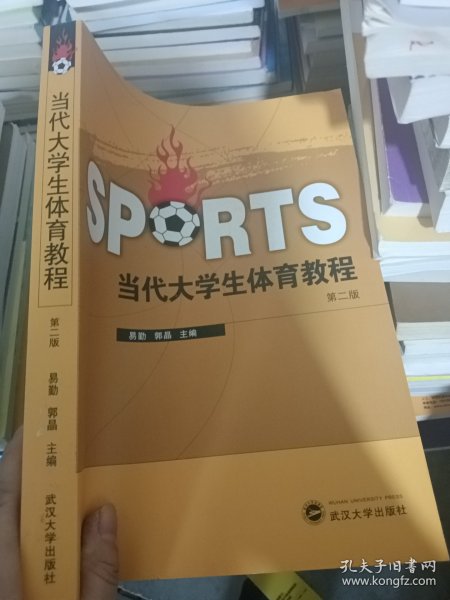 当代大学生体育教程
第二版
易勤 郭晶 主编
武汉大学出版社
SPORTS
当代大学生体育教程
第二版
易勤 郭晶 主编
WUHAN UNIVERSITY PRESS
武汉大学出版社
孔夫子旧书网
www.kongfz.com